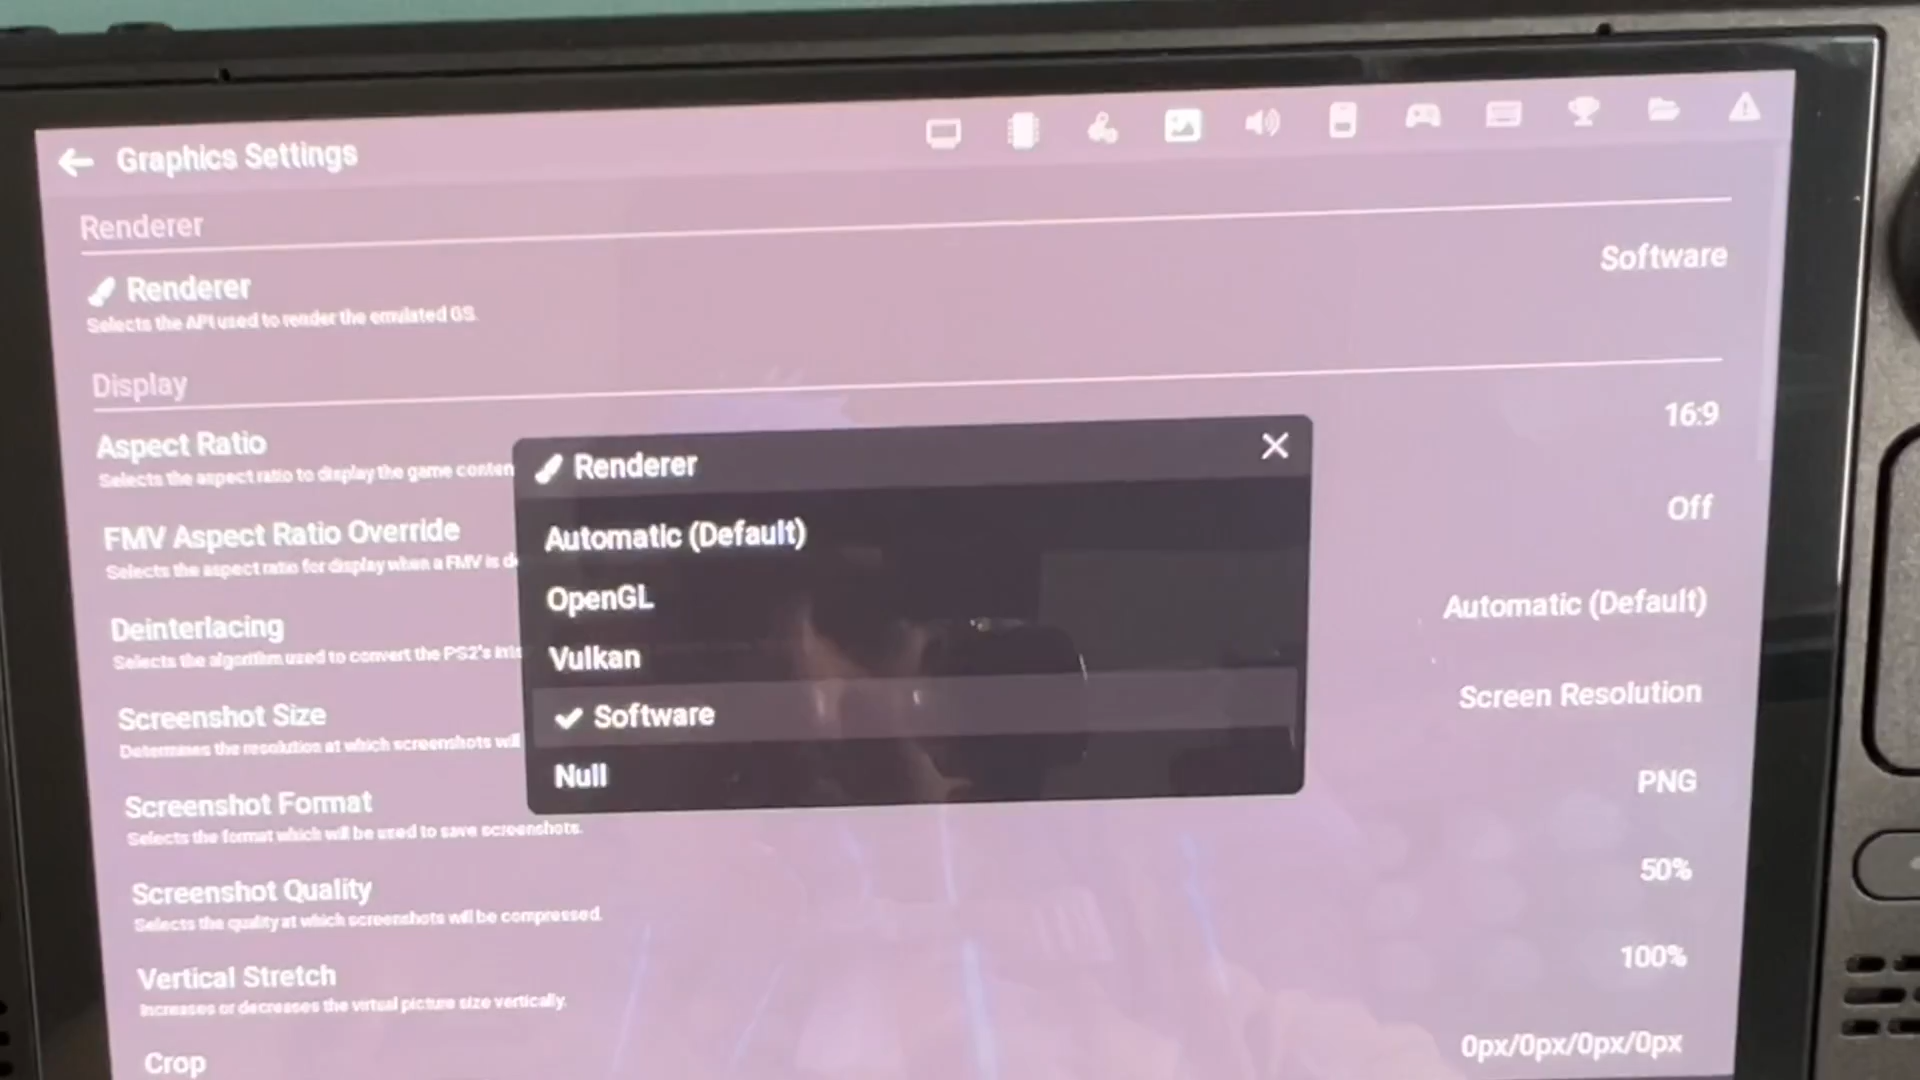 Graphics Settings
Renderer
Renderer
Software
Selects the API used to render the emulated GS.
Display
Aspect Ratio
16:9
Selects the aspect ratio to display the game conten
FMV Aspect Ratio Override
Off
Selects the aspect ratio for display when a FMV is d
Deinterlacing
Automatic (Default)
Selects the algorithm used to convert the PS2's inte
Screenshot Size
Screen Resolution
Determines the resolution at which screenshots will
Screenshot Format
PNG
Selects the format which will be used to save screenshots.
Screenshot Quality
50%
Selects the quality at which screenshots will be compressed.
Vertical Stretch
100%
Increases or decreases the virtual picture size vertically.
Crop
0px/0px/0px/0px
Renderer
Automatic (Default)
OpenGL
Vulkan
Software
Null